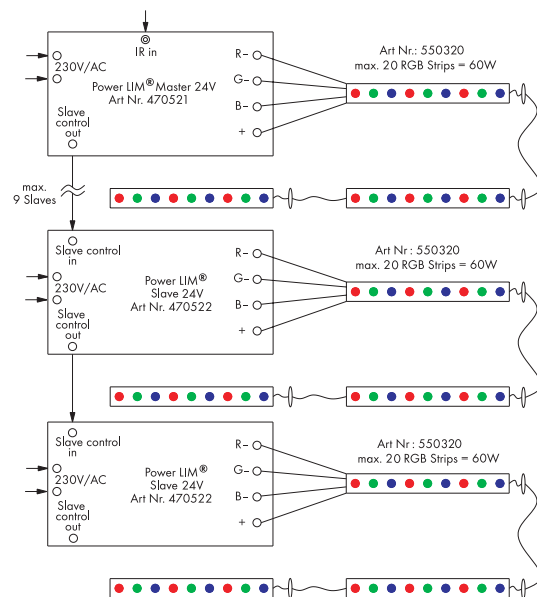 IR in
230V/AC
Power LIM® Master 24V
Art Nr. 470521
Slave
control
out
R-
G-
B-
+
Art Nr.: 550320
max. 20 RGB Strips = 60W
max.
9 Slaves
Slave control
in
230V/AC
Slave
control
out
Power LIM®
Slave 24V
Art Nr. 470522
R-
G-
B-
+
Art Nr : 550320
max. 20 RGB Strips = 60W
Slave control
in
230V/AC
Slave
control
out
Power LIM®
Slave 24V
Art Nr. 470522
R-
G-
B-
+
Art Nr : 550320
max. 20 RGB Strips = 60W